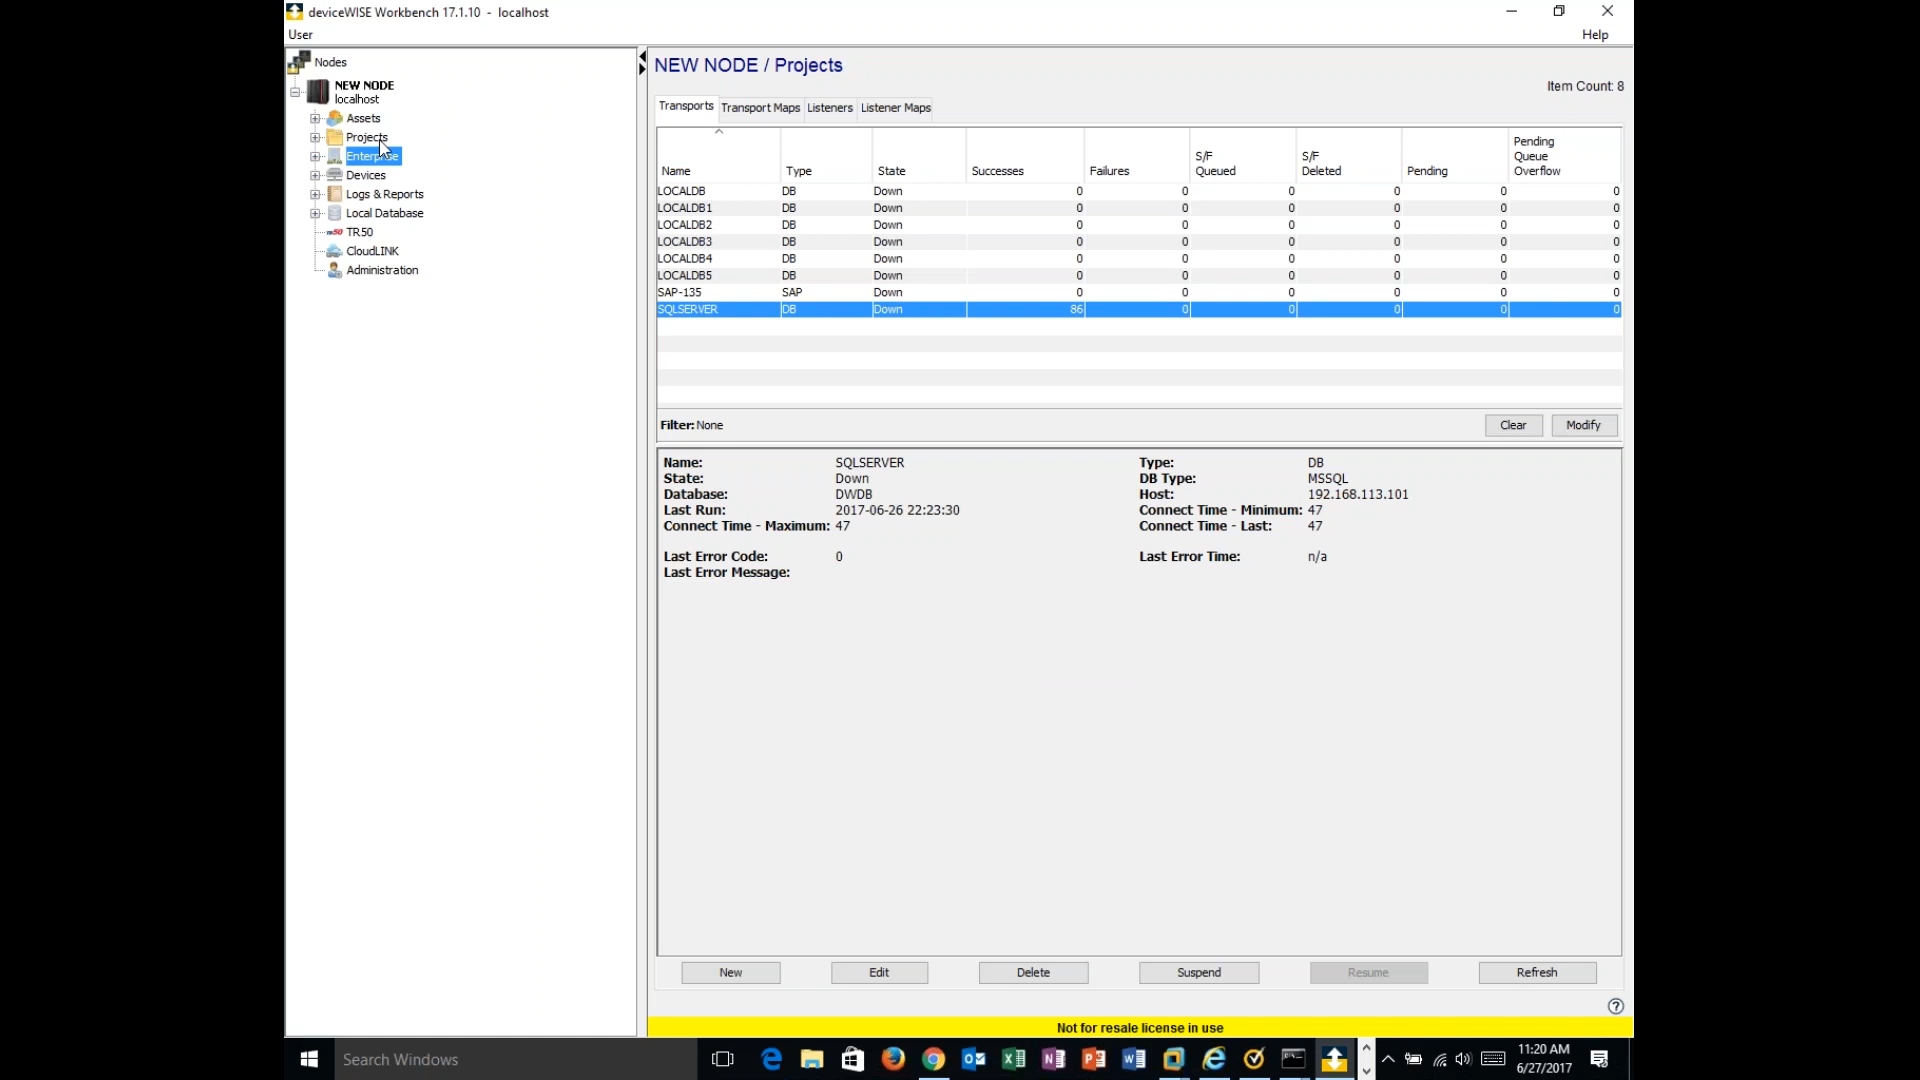 deviceWISE Workbench 17.1.10 - localhost
User Help
Nodes
NEW NODE
localhost
Assets
Projects
Enterprise
Devices
Logs & Reports
Local Database
TR50
CloudLINK
Administration
NEW NODE / Projects
Item Count: 8
Transports Transport Maps Listeners Listener Maps
Name Type State Successes Failures S/F Queued S/F Deleted Pending Pending Queue Overflow
LOCALDB DB Down 0 0 0 0 0 0
LOCALDB1 DB Down 0 0 0 0 0 0
LOCALDB2 DB Down 0 0 0 0 0 0
LOCALDB3 DB Down 0 0 0 0 0 0
LOCALDB4 DB Down 0 0 0 0 0 0
LOCALDB5 DB Down 0 0 0 0 0 0
SAP-135 SAP Down 0 0 0 0 0 0
SQLSERVER DB Down 86 0 0 0 0 0
Filter: None Clear Modify
Name: SQLSERVER Type: DB
State: Down DB Type: MSSQL
Database: DWDB Host: 192.168.113.101
Last Run: 2017-06-26 22:23:30 Connect Time - Minimum: 47
Connect Time - Maximum: 47 Connect Time - Last: 47
Last Error Code: 0 Last Error Time: n/a
Last Error Message:
New Edit Delete Suspend Resume Refresh
Not for resale license in use
Search Windows
11:20 AM
6/27/2017